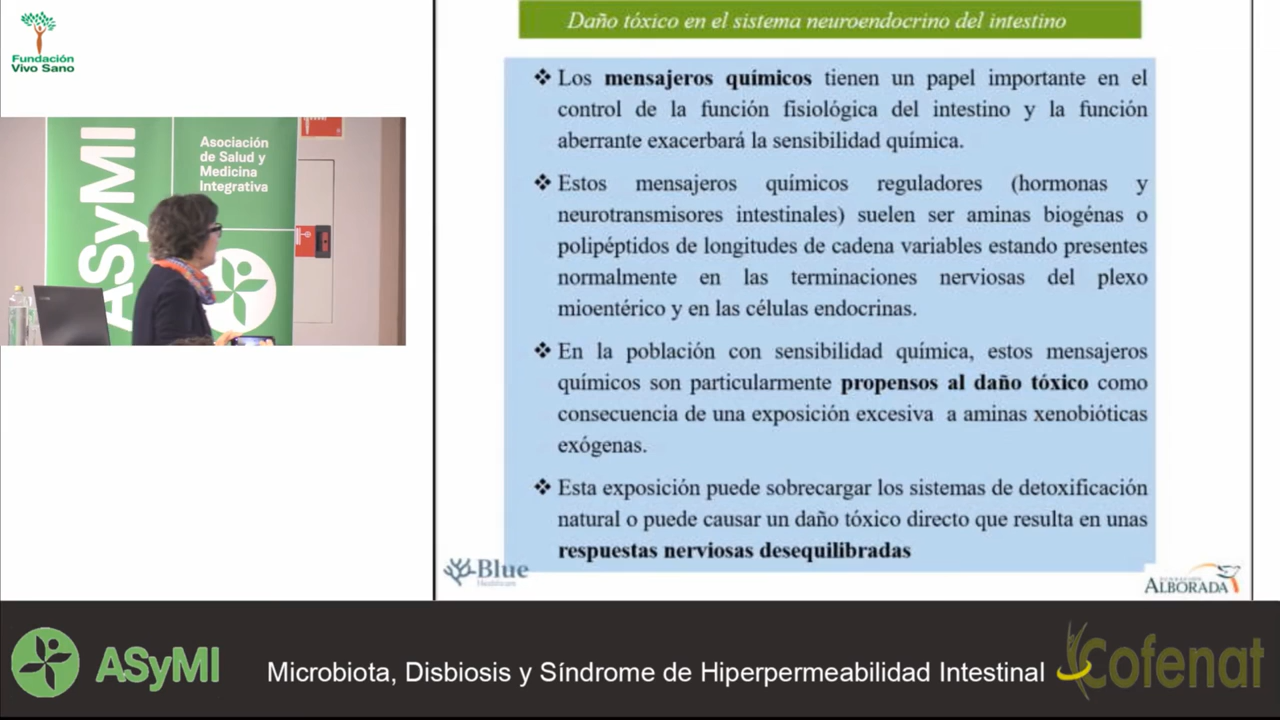 Fundación
Vivo Sano
ASyMI
Asociación
de Salud y
Medicina
Integrativa
Daño tóxico en el sistema neuroendocrino del intestino
❖ Los mensajeros químicos tienen un papel importante en el
control de la función fisiológica del intestino y la función
aberrante exacerbará la sensibilidad química.
❖ Estos mensajeros químicos reguladores (hormonas y
neurotransmisores intestinales) suelen ser aminas biogénas o
polipéptidos de longitudes de cadena variables estando presentes
normalmente en las terminaciones nerviosas del plexo
mioentérico y en las células endocrinas.
❖ En la población con sensibilidad química, estos mensajeros
químicos son particularmente propensos al daño tóxico como
consecuencia de una exposición excesiva a aminas xenobióticas
exógenas.
❖ Esta exposición puede sobrecargar los sistemas de detoxificación
natural o puede causar un daño tóxico directo que resulta en unas
respuestas nerviosas desequilibradas
Blue
Healthcare
FUNDACIÓN
ALBORADA
ASyMI
Microbiota, Disbiosis y Síndrome de Hiperpermeabilidad Intestinal
Cofenat